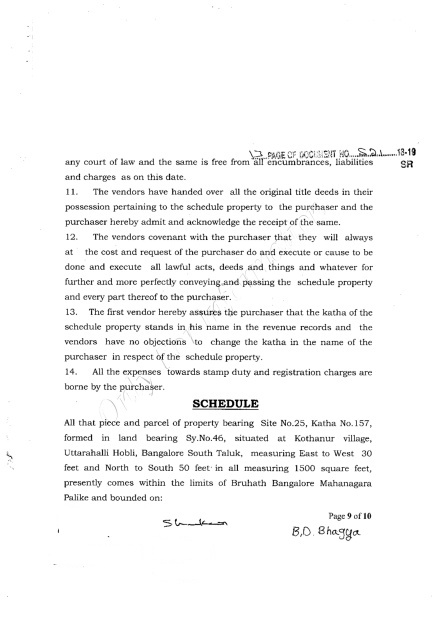 13 PAGE OF DOCUMENT NO. 521 18-19
SR
any court of law and the same is free from all encumbrances, liabilities
and charges as on this date.
11. The vendors have handed over all the original title deeds in their
possession pertaining to the schedule property to the purchaser and the
purchaser hereby admit and acknowledge the receipt of the same.
12. The vendors covenant with the purchaser that they will always
at the cost and request of the purchaser do and execute or cause to be
done and execute all lawful acts, deeds and things and whatever for
further and more perfectly conveying and passing the schedule property
and every part thereof to the purchaser.
13. The first vendor hereby assures the purchaser that the katha of the
schedule property stands in his name in the revenue records and the
vendors have no objections to change the katha in the name of the
purchaser in respect of the schedule property.
14. All the expenses towards stamp duty and registration charges are
borne by the purchaser.
SCHEDULE
All that piece and parcel of property bearing Site No.25, Katha No.157,
formed in land bearing Sy.No.46, situated at Kothanur village,
Uttarahalli Hobli, Bangalore South Taluk, measuring East to West 30
feet and North to South 50 feet in all measuring 1500 square feet,
presently comes within the limits of Bruhath Bangalore Mahanagara
Palike and bounded on:
Page 9 of 10
B.D. Bhagya